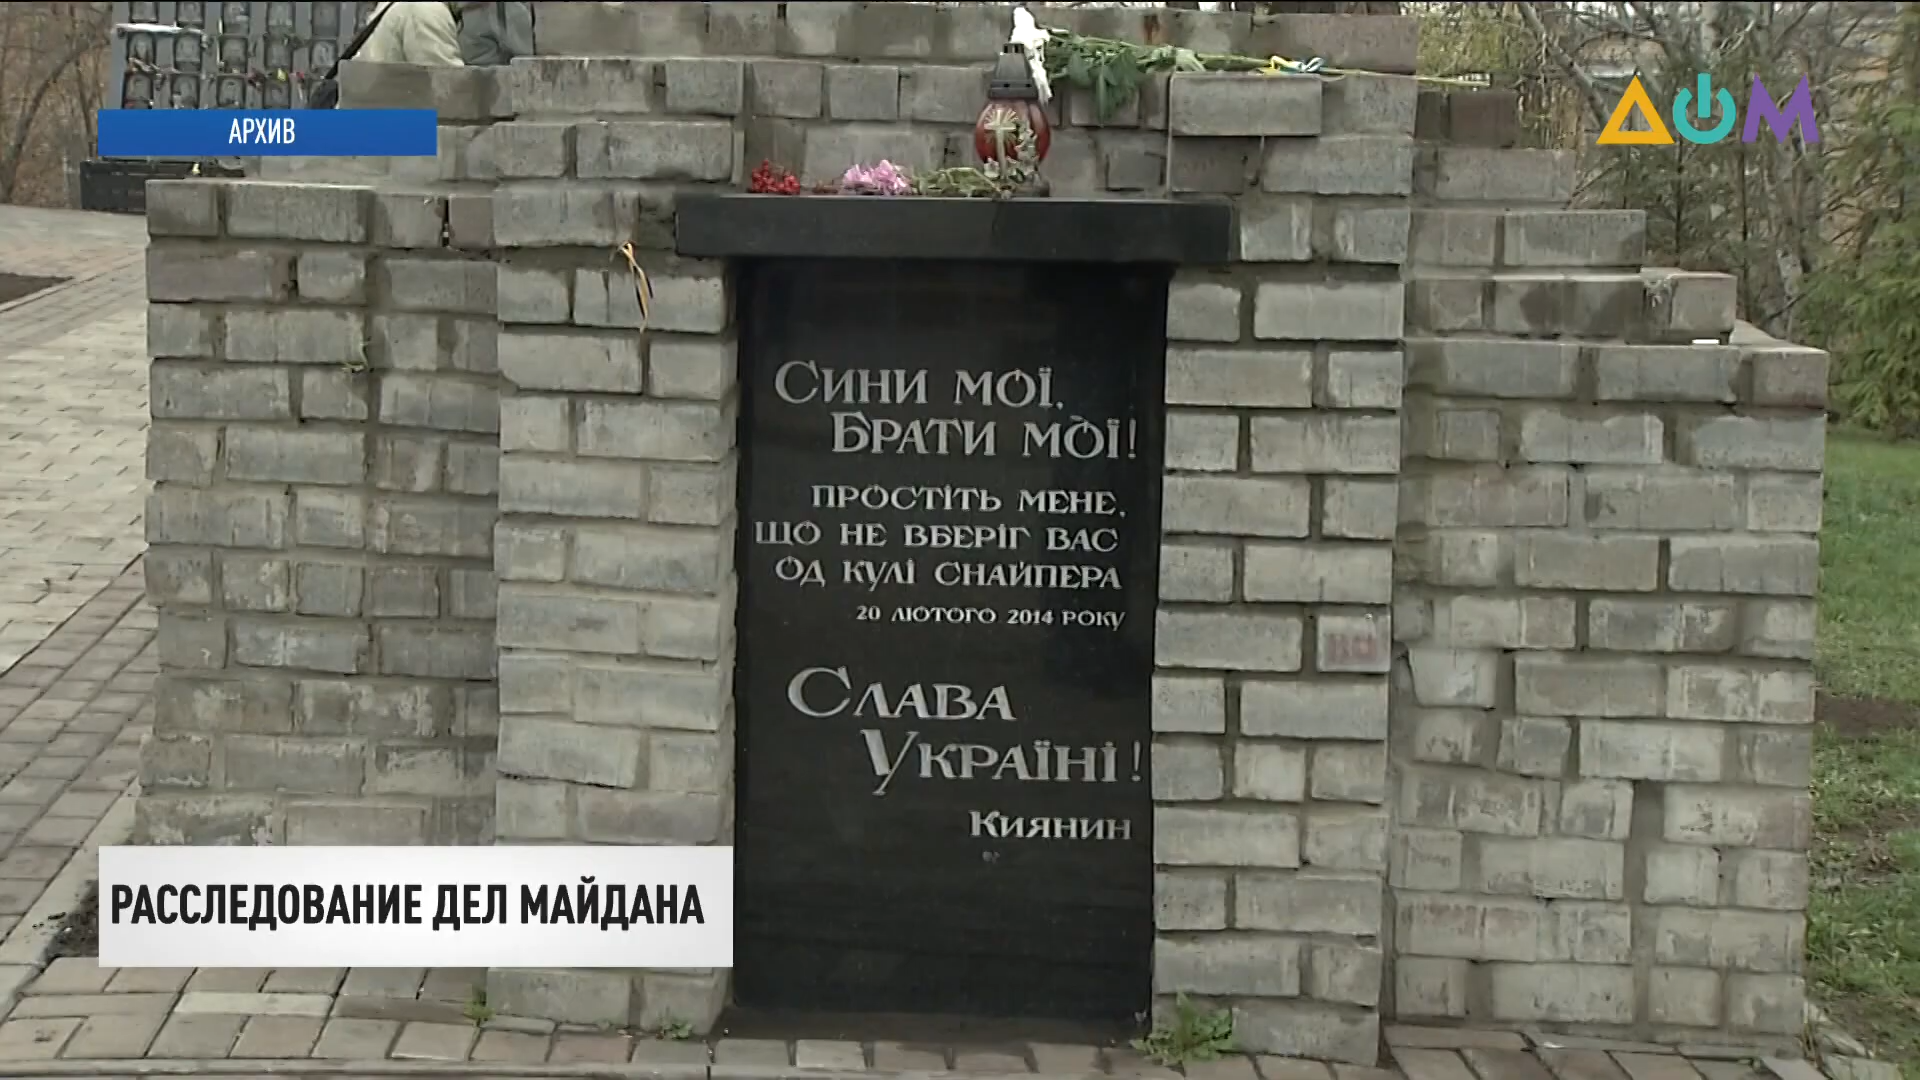 АРХИВ
ДОМ
Сини мої,
Брати мої!
простіть мене,
що не вберіг вас
од кулі снайпера
20 лютого 2014 року
Слава
Україні!
Киянин
РАССЛЕДОВАНИЕ ДЕЛ МАЙДАНА